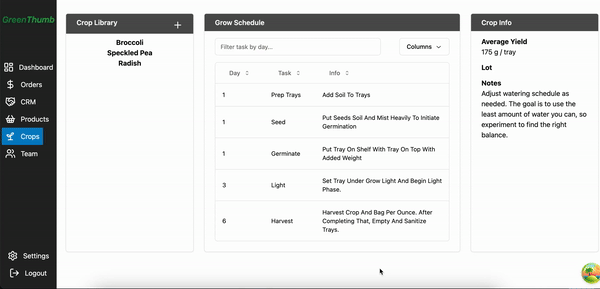 GreenThumb
Dashboard
Orders
CRM
Products
Crops
Team
Settings
Logout
Crop Library +
Broccoli
Speckled Pea
Radish
Grow Schedule
Filter task by day...
Columns
Day Task Info
1 Prep Trays Add Soil To Trays
1 Seed Put Seeds Soil And Mist Heavily To Initiate
Germination
1 Germinate Put Tray On Shelf With Tray On Top With
Added Weight
3 Light Set Tray Under Grow Light And Begin Light
Phase.
6 Harvest Harvest Crop And Bag Per Ounce. After
Completing That, Empty And Sanitize
Trays.
Crop Info
Average Yield
175 g / tray
Lot
Notes
Adjust watering schedule as
needed. The goal is to use the
least amount of water you can, so
experiment to find the right
balance.